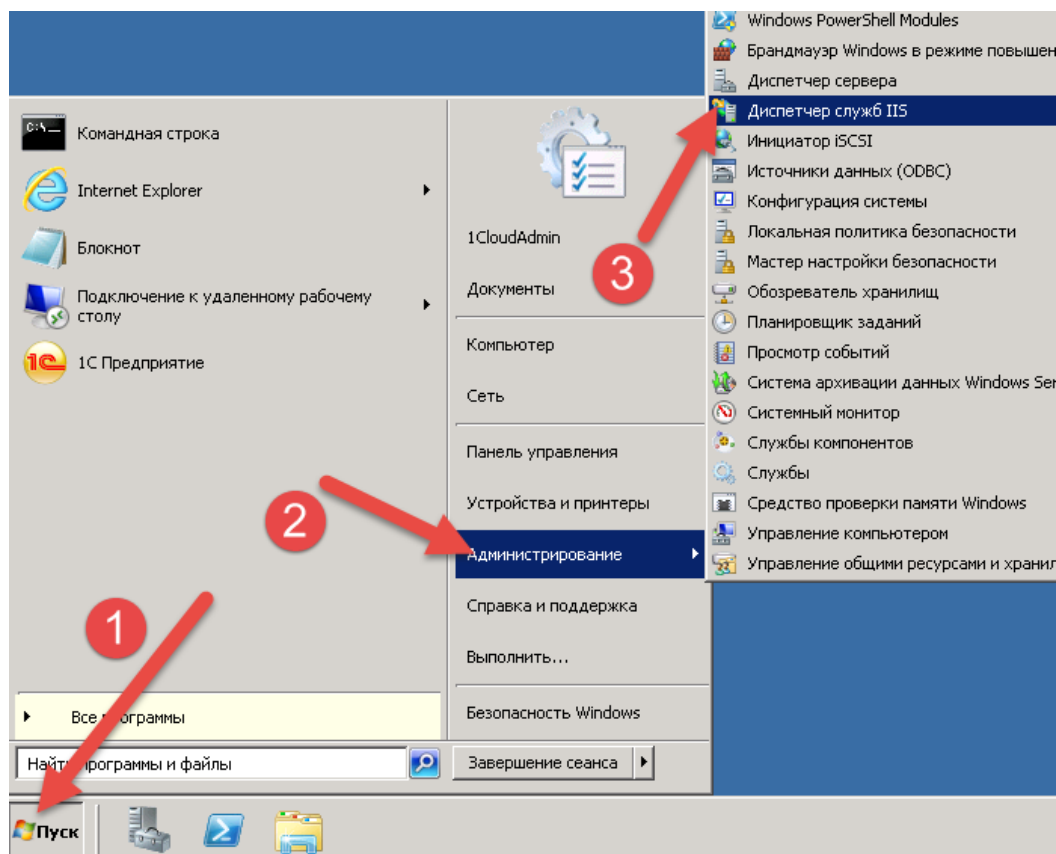 Командная строка
Internet Explorer
Блокнот
Подключение к удаленному рабочему
столу
1С Предприятие
Все программы
Найти программы и файлы
1CloudAdmin
Документы
Компьютер
Сеть
Панель управления
Устройства и принтеры
Администрирование
Справка и поддержка
Выполнить...
Безопасность Windows
Завершение сеанса
Windows PowerShell Modules
Брандмауэр Windows в режиме повышен
Диспетчер сервера
Диспетчер служб IIS
Инициатор iSCSI
Источники данных (ODBC)
Конфигурация системы
Локальная политика безопасности
Мастер настройки безопасности
Обозреватель хранилищ
Планировщик заданий
Просмотр событий
Система архивации данных Windows Ser
Системный монитор
Службы компонентов
Службы
Средство проверки памяти Windows
Управление компьютером
Управление общими ресурсами и хранил
1
2
3
Пуск